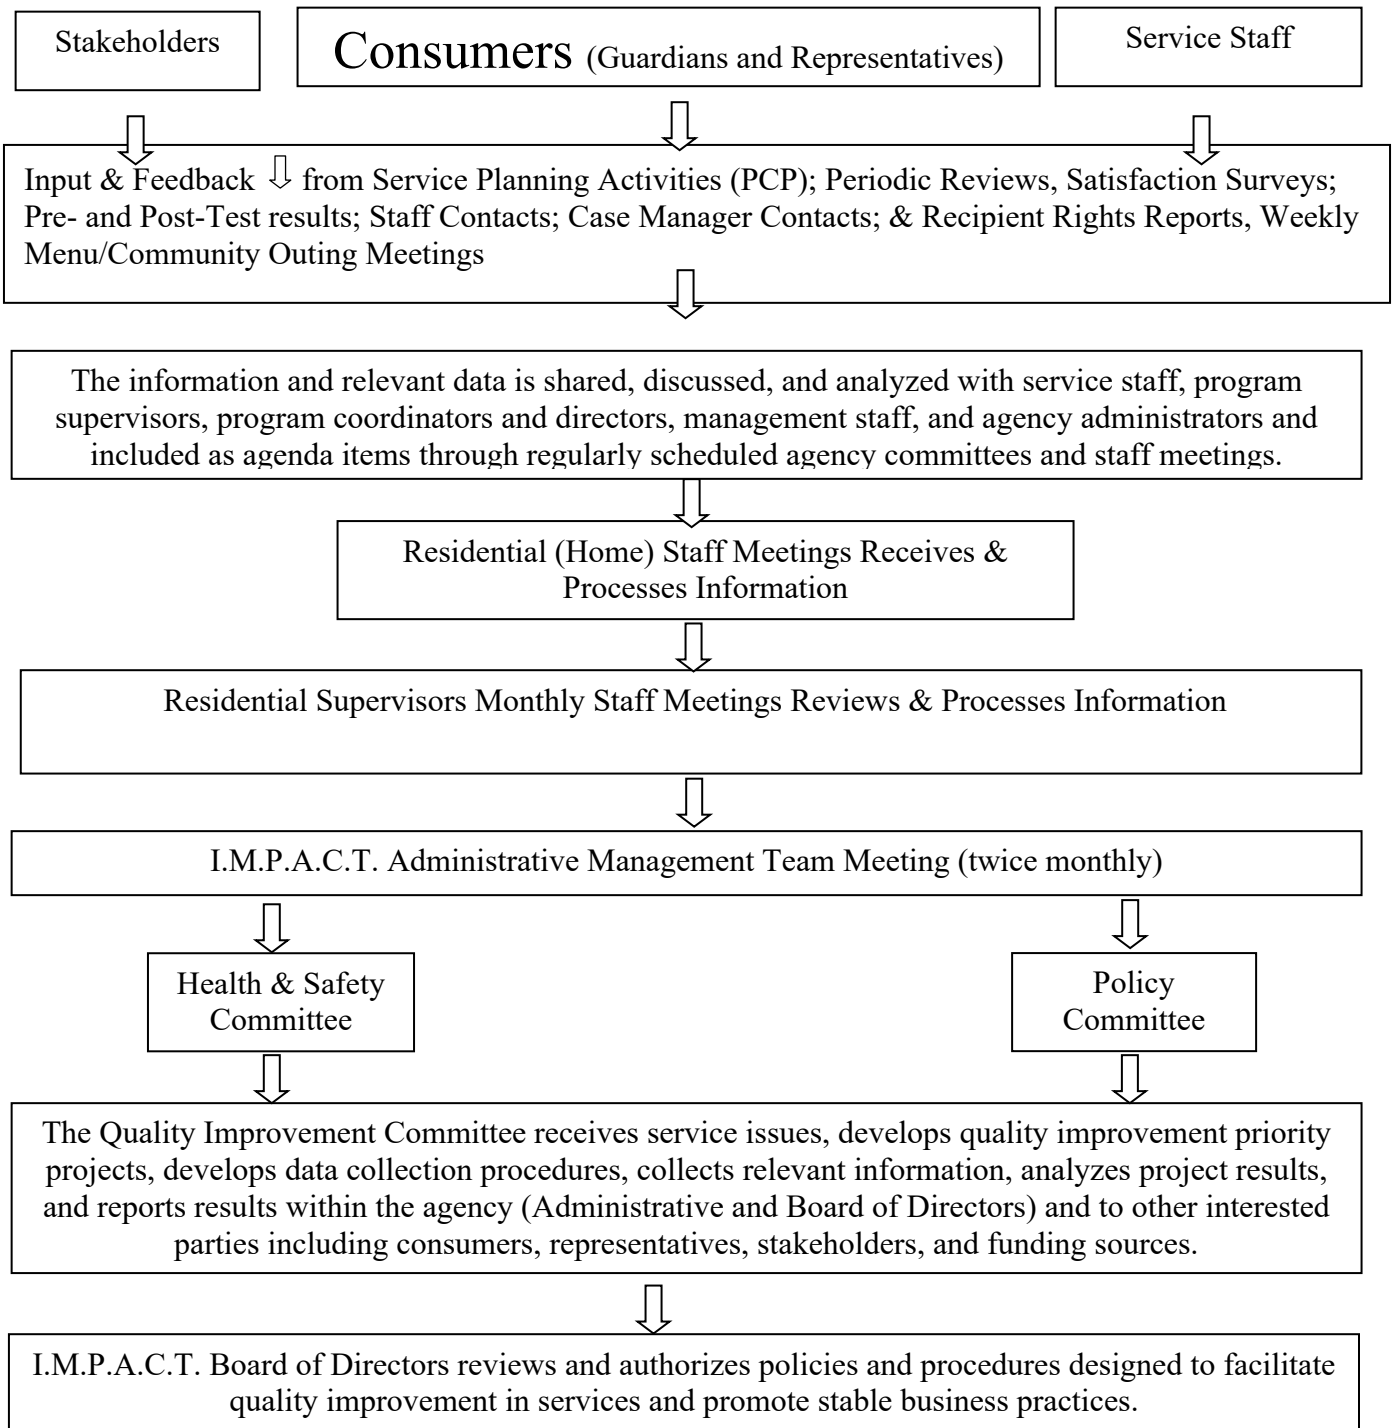 Stakeholders
Consumers (Guardians and Representatives)
Service Staff
Input & Feedback from Service Planning Activities (PCP); Periodic Reviews, Satisfaction Surveys;
Pre- and Post-Test results; Staff Contacts; Case Manager Contacts; & Recipient Rights Reports, Weekly
Menu/Community Outing Meetings
The information and relevant data is shared, discussed, and analyzed with service staff, program
supervisors, program coordinators and directors, management staff, and agency administrators and
included as agenda items through regularly scheduled agency committees and staff meetings.
Residential (Home) Staff Meetings Receives &
Processes Information
Residential Supervisors Monthly Staff Meetings Reviews & Processes Information
I.M.P.A.C.T. Administrative Management Team Meeting (twice monthly)
Health & Safety
Committee
Policy
Committee
The Quality Improvement Committee receives service issues, develops quality improvement priority
projects, develops data collection procedures, collects relevant information, analyzes project results,
and reports results within the agency (Administrative and Board of Directors) and to other interested
parties including consumers, representatives, stakeholders, and funding sources.
I.M.P.A.C.T. Board of Directors reviews and authorizes policies and procedures designed to facilitate
quality improvement in services and promote stable business practices.